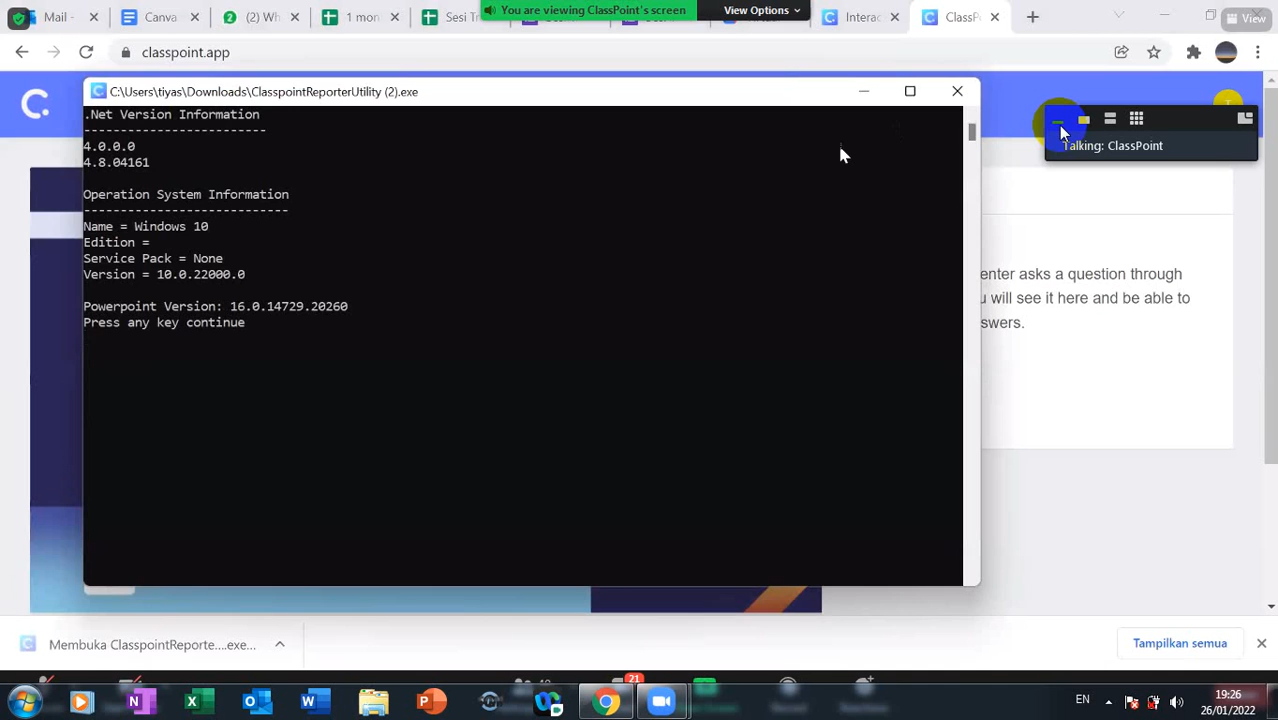 Mail -
Canva
(2) Wh
1 mon
Sesi Tr
You are viewing ClassPoint's screen
View Options
Interac
ClassP
View
classpoint.app
C:\Users\tiyas\Downloads\ClasspointReporterUtility (2).exe
.Net Version Information
-------------------------
4.0.0.0
4.8.04161
Talking: ClassPoint
Operation System Information
----------------------------
Name = Windows 10
Edition =
Service Pack = None
Version = 10.0.22000.0
enter asks a question through
u will see it here and be able to
swers.
Powerpoint Version: 16.0.14729.20260
Press any key continue
Membuka ClasspointReporte....exe...
Tampilkan semua
21
EN
19:26
26/01/2022